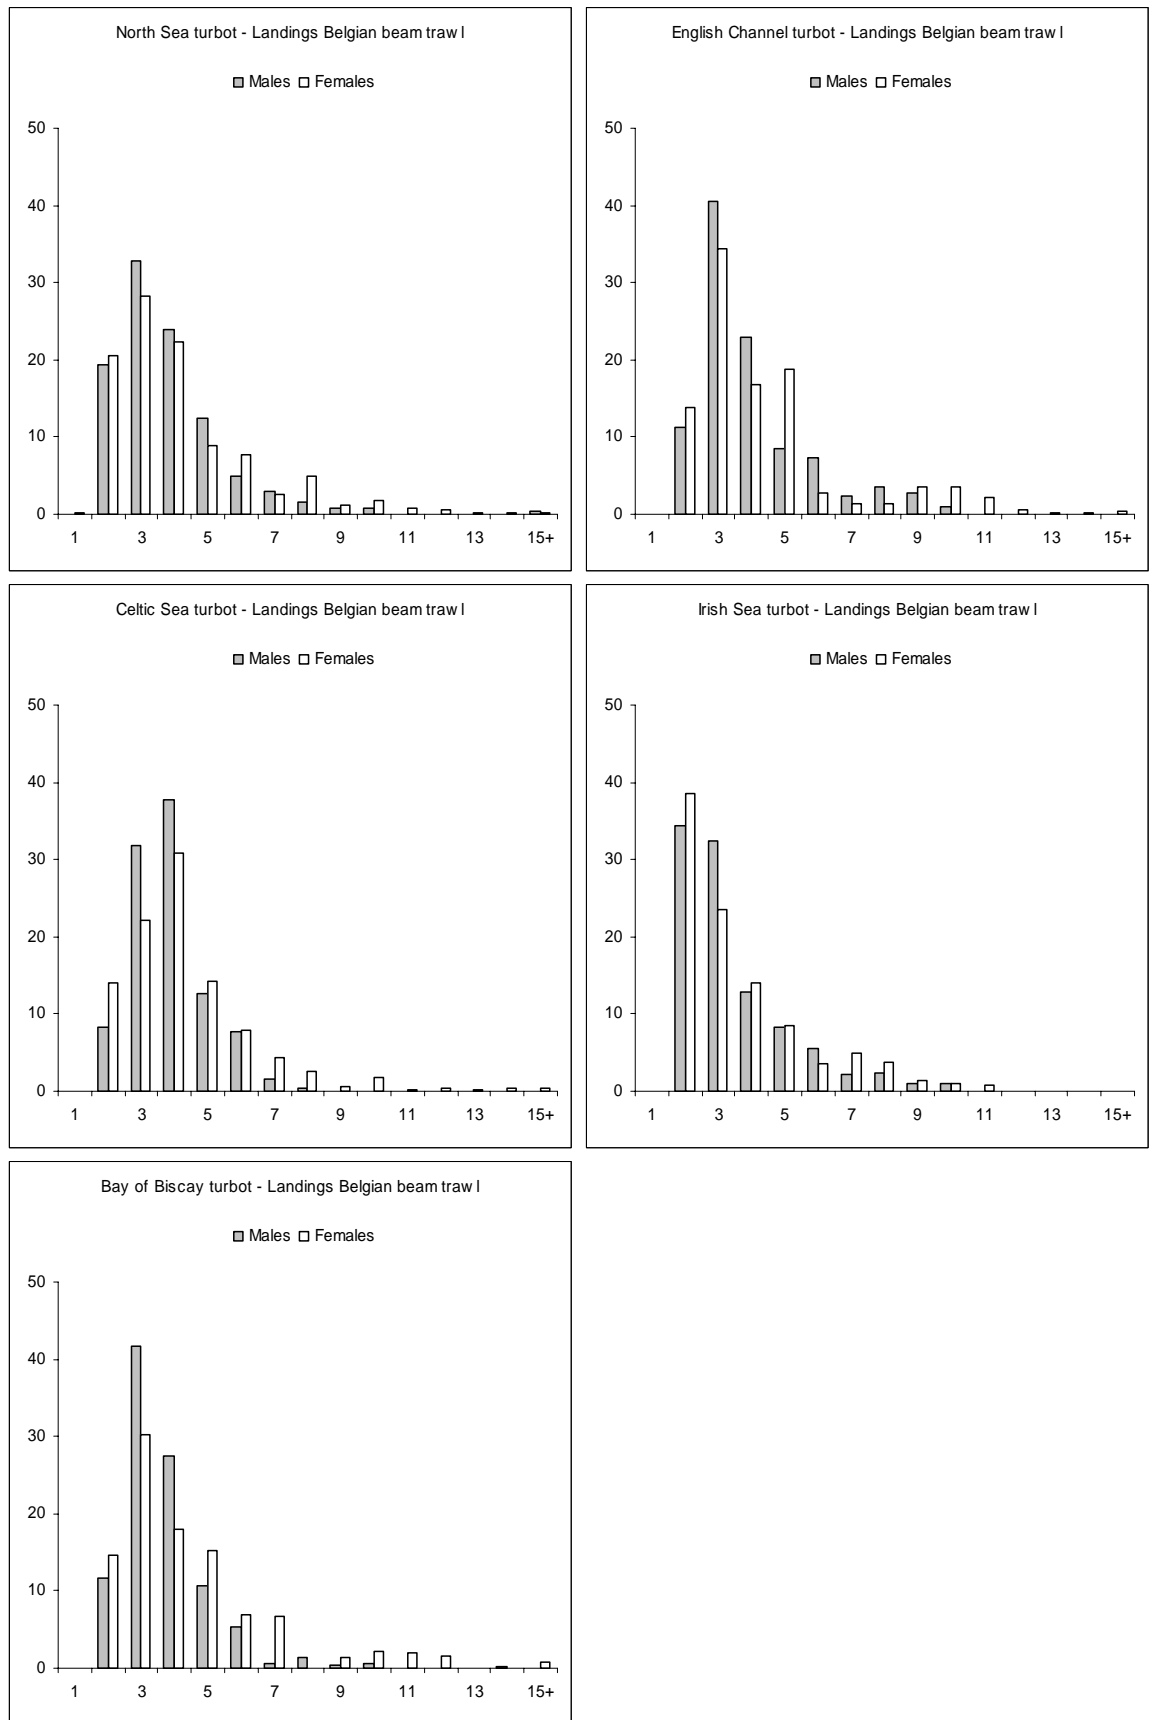 North Sea turbot - Landings Belgian beam traw l
Males Females
50
40
30
20
10
0
1 3 5 7 9 11 13 15+
English Channel turbot - Landings Belgian beam traw l
Males Females
50
40
30
20
10
0
1 3 5 7 9 11 13 15+
Celtic Sea turbot - Landings Belgian beam traw l
Males Females
50
40
30
20
10
0
1 3 5 7 9 11 13 15+
Irish Sea turbot - Landings Belgian beam traw l
Males Females
50
40
30
20
10
0
1 3 5 7 9 11 13 15+
Bay of Biscay turbot - Landings Belgian beam traw l
Males Females
50
40
30
20
10
0
1 3 5 7 9 11 13 15+